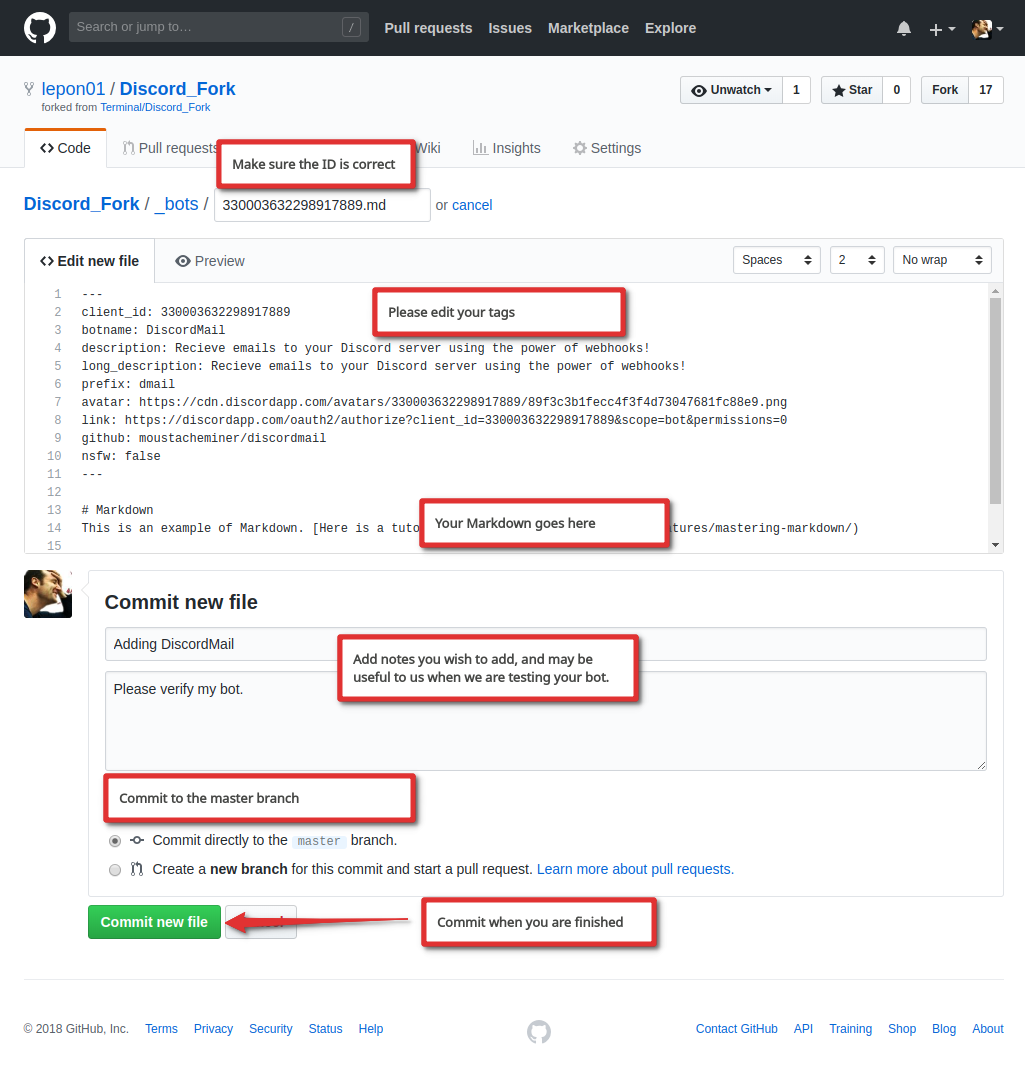 Search or jump to… /
Pull requests Issues Marketplace Explore
lepon01 / Discord_Fork
forked from Terminal/Discord_Fork
Unwatch 1 Star 0 Fork 17
Code Pull requests Wiki Insights Settings
Make sure the ID is correct
Discord_Fork / _bots / 330003632298917889.md or cancel
Edit new file Preview Spaces 2 No wrap
Please edit your tags
1 ---
2 client_id: 330003632298917889
3 botname: DiscordMail
4 description: Recieve emails to your Discord server using the power of webhooks!
5 long_description: Recieve emails to your Discord server using the power of webhooks!
6 prefix: dmail
7 avatar: https://cdn.discordapp.com/avatars/330003632298917889/89f3c3b1fecc4f3f4d73047681fc88e9.png
8 link: https://discordapp.com/oauth2/authorize?client_id=330003632298917889&scope=bot&permissions=0
9 github: moustacheminer/discordmail
10 nsfw: false
11 ---
12
13 # Markdown
Your Markdown goes here
14 This is an example of Markdown. [Here is a tuto atures/mastering-markdown/)
15
Commit new file
Adding DiscordMail
Add notes you wish to add, and may be
useful to us when we are testing your bot.
Please verify my bot.
Commit to the master branch
Commit directly to the master branch.
Create a new branch for this commit and start a pull request. Learn more about pull requests.
Commit new file
Commit when you are finished
© 2018 GitHub, Inc. Terms Privacy Security Status Help
Contact GitHub API Training Shop Blog About